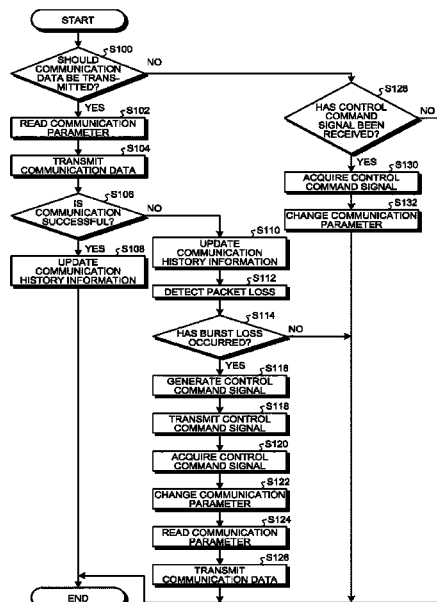 START
S100
SHOULD
COMMUNICATION
DATA BE TRANS-
MITTED?
NO
YES
S102
READ COMMUNICATION
PARAMETER
S104
TRANSMIT
COMMUNICATION DATA
S106
IS
COMMUNICATION
SUCCESSFUL?
NO
YES
S108
UPDATE
COMMUNICATION
HISTORY INFORMATION
S110
UPDATE
COMMUNICATION
HISTORY INFORMATION
S112
DETECT PACKET LOSS
S114
HAS BURST LOSS
OCCURRED?
NO
YES
S116
GENERATE CONTROL
COMMAND SIGNAL
S118
TRANSMIT CONTROL
COMMAND SIGNAL
S120
ACQUIRE CONTROL
COMMAND SIGNAL
S122
CHANGE COMMUNICATION
PARAMETER
S124
READ COMMUNICATION
PARAMETER
S126
TRANSMIT
COMMUNICATION DATA
S128
HAS CONTROL
COMMAND
SIGNAL BEEN
RECEIVED?
NO
YES
S130
ACQUIRE CONTROL
COMMAND SIGNAL
S132
CHANGE COMMUNICATION
PARAMETER
END